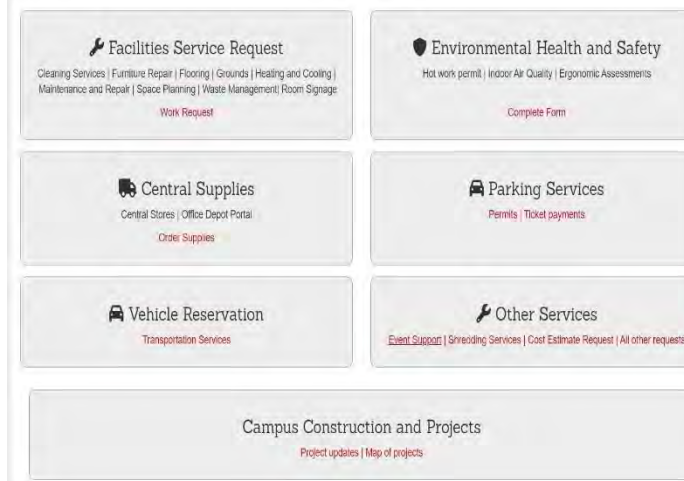 Facilities Service Request
Cleaning Services | Furniture Repair | Flooring | Grounds | Heating and Cooling |
Maintenance and Repair | Space Planning | Waste Management| Room Signage
Work Request
Environmental Health and Safety
Hot work permit | Indoor Air Quality | Ergonomic Assessments
Complete Form
Central Supplies
Central Stores | Office Depot Portal
Order Supplies
Parking Services
Permits | Ticket payments
Vehicle Reservation
Transportation Services
Other Services
Event Support | Shredding Services | Cost Estimate Request | All other requests
Campus Construction and Projects
Project updates | Map of projects